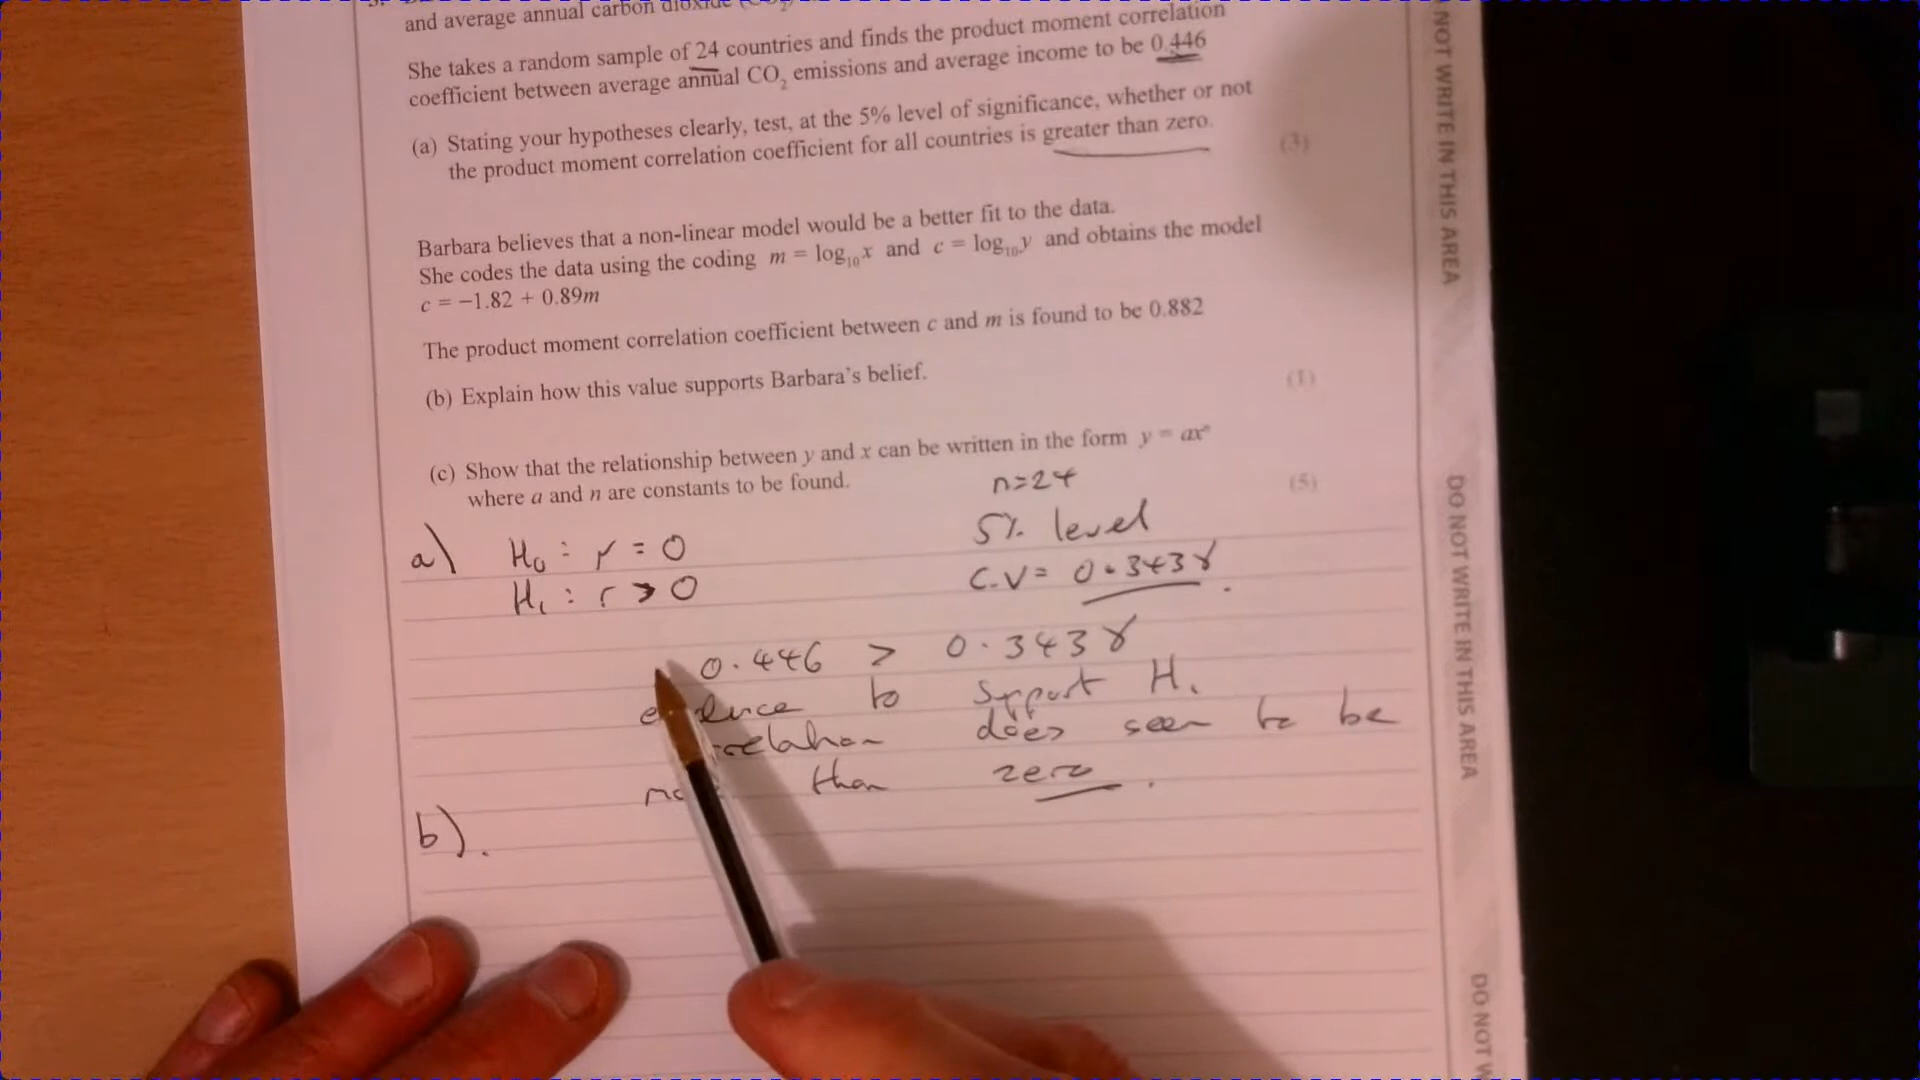 and average annual carbon dioxide
She takes a random sample of 24 countries and finds the product moment correlation
coefficient between average annual CO₂ emissions and average income to be 0.446
(a) Stating your hypotheses clearly, test, at the 5% level of significance, whether or not
the product moment correlation coefficient for all countries is greater than zero.
(3)
Barbara believes that a non-linear model would be a better fit to the data.
She codes the data using the coding m = log₁₀x and c = log₁₀y and obtains the model
c = −1.82 + 0.89m
The product moment correlation coefficient between c and m is found to be 0.882
(b) Explain how this value supports Barbara's belief.
(1)
(c) Show that the relationship between y and x can be written in the form y = axⁿ
where a and n are constants to be found.
(5)
n=24
5% level
C.V= 0.3438.
a) H₀ : r = 0
H₁ : r > 0
0.446 > 0.3438
to support H₁
does seem to be
than zero.
b).
NOT WRITE IN THIS AREA
DO NOT WRITE IN THIS AREA
DO NOT W